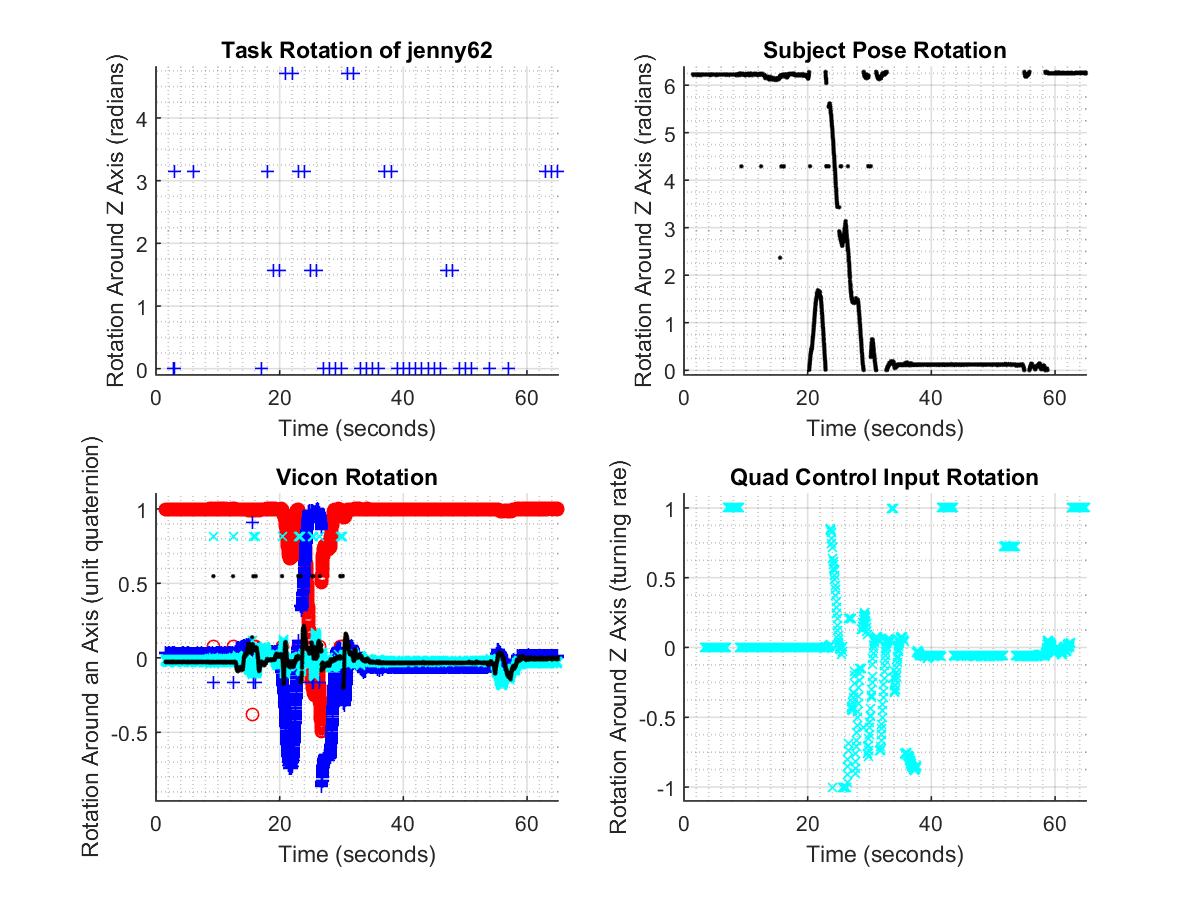 Task Rotation of jenny62
Rotation Around Z Axis (radians)
4
3
2
1
0
0 20 40 60
Time (seconds)
Subject Pose Rotation
Rotation Around Z Axis (radians)
6
5
4
3
2
1
0
0 20 40 60
Time (seconds)
Vicon Rotation
Rotation Around an Axis (unit quaternion)
1
0.5
0
-0.5
0 20 40 60
Time (seconds)
Quad Control Input Rotation
Rotation Around Z Axis (turning rate)
1
0.5
0
-0.5
-1
0 20 40 60
Time (seconds)